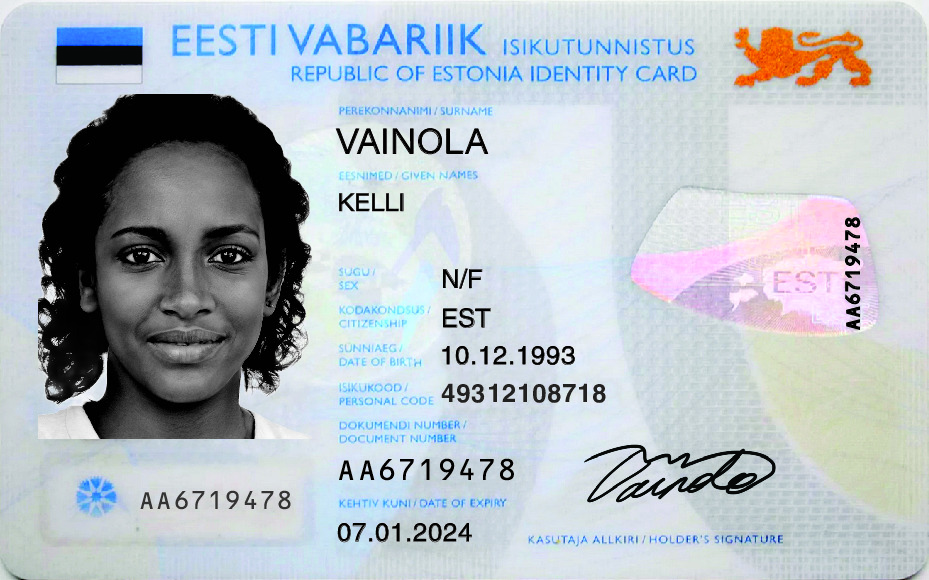 EESTI VABARIIK ISIKUTUNNISTUS
REPUBLIC OF ESTONIA IDENTITY CARD
PEREKONNANIMI / SURNAME
VAINOLA
EESNIMED / GIVEN NAMES
KELLI
SUGU /
SEX
N/F
KODAKONDSUS /
CITIZENSHIP
EST
SÜNNIAEG /
DATE OF BIRTH
10.12.1993
ISIKUKOOD /
PERSONAL CODE
49312108718
DOKUMENDI NUMBER /
DOCUMENT NUMBER
AA6719478
KEHTIV KUNI / DATE OF EXPIRY
07.01.2024
AA6719478
EST
AA6719478
KASUTAJA ALLKIRI / HOLDER'S SIGNATURE